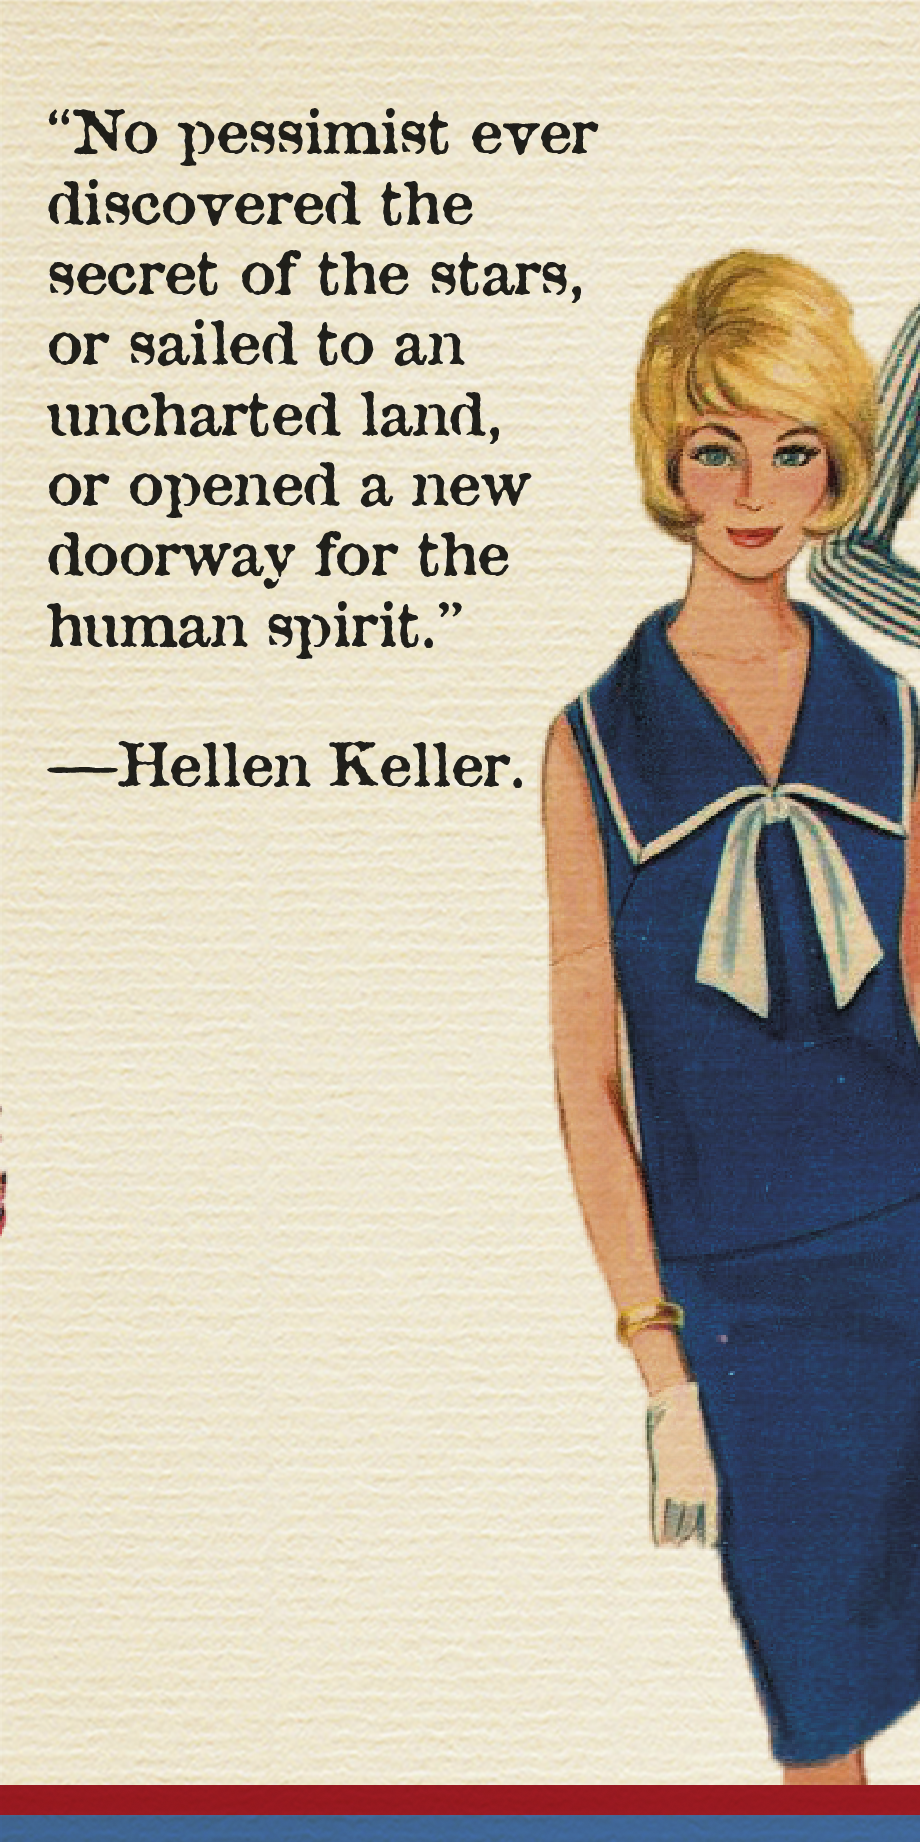 “No pessimist ever
discovered the
secret of the stars,
or sailed to an
uncharted land,
or opened a new
doorway for the
human spirit.”
—Hellen Keller.